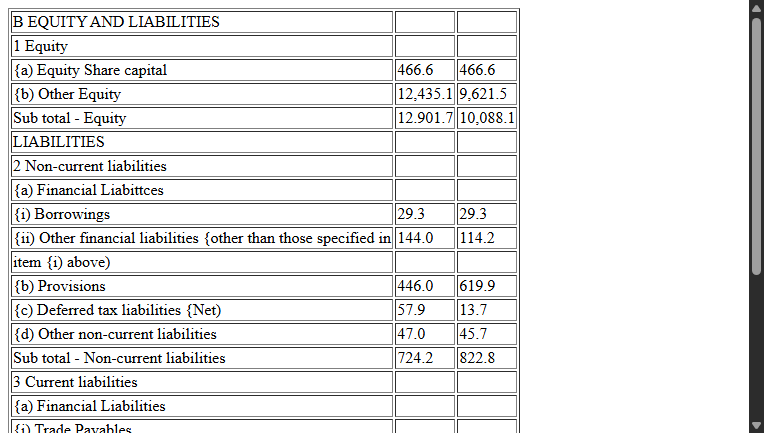 B EQUITY AND LIABILITIES
1 Equity
{a) Equity Share capital 466.6 466.6
{b) Other Equity 12,435.1 9,621.5
Sub total - Equity 12.901.7 10,088.1
LIABILITIES
2 Non-current liabilities
{a) Financial Liabittces
{i) Borrowings 29.3 29.3
{ii) Other financial liabilities {other than those specified in 144.0 114.2
item {i) above)
{b) Provisions 446.0 619.9
{c) Deferred tax liabilities {Net) 57.9 13.7
{d) Other non-current liabilities 47.0 45.7
Sub total - Non-current liabilities 724.2 822.8
3 Current liabilities
{a) Financial Liabilities
{i) Trade Payables